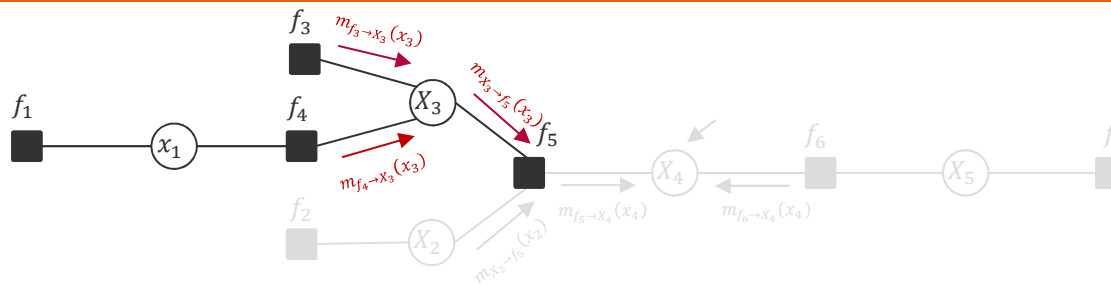 f₃
m_{f₃→X₃}(x₃)
f₁
f₄
X₃
m_{X₃→f₅}(x₃)
x₁
f₅
f₆
m_{f₄→X₃}(x₃)
X₄
X₅
f₂
m_{f₅→X₄}(x₄)
m_{f₆→X₄}(x₄)
X₂
m_{X₂→f₅}(x₂)